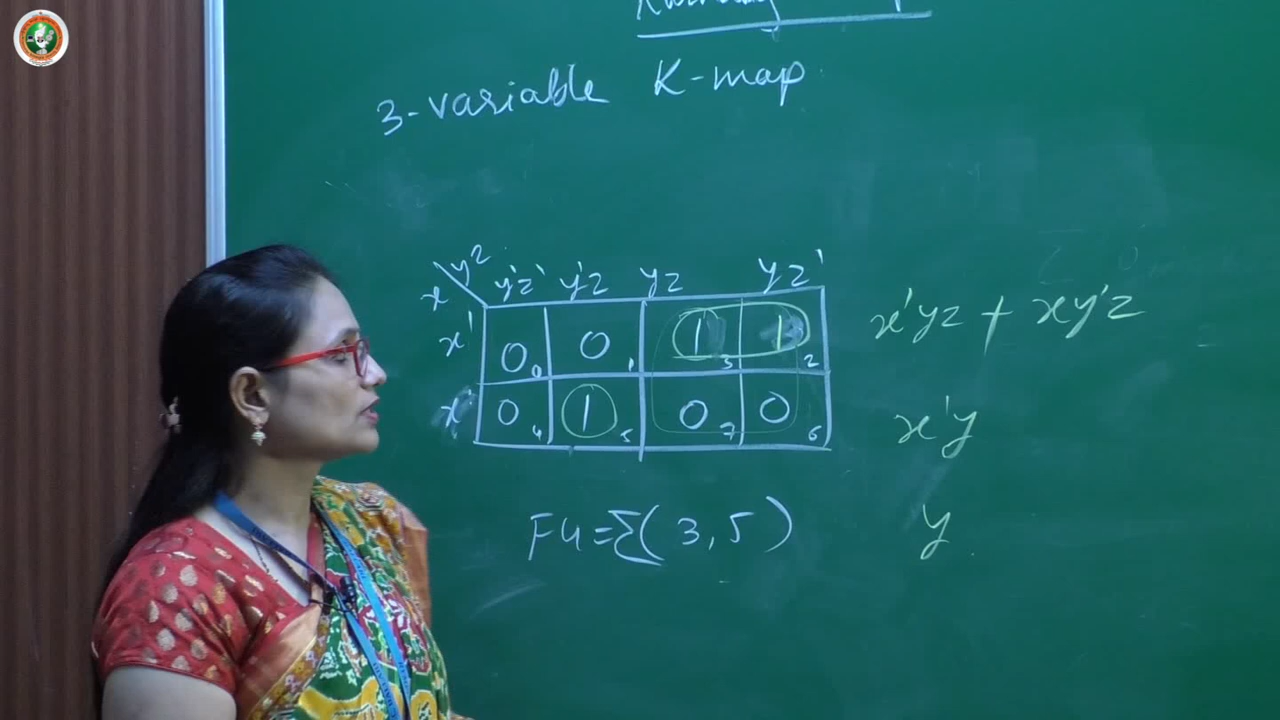 3-variable K-map
x yz y'z' y'z yz yz'
x' 0 0 0 1 1 3 1 2
x 0 4 1 5 0 7 0 6
x'yz + xy'z
x'y
F4=Σ(3,5)
y